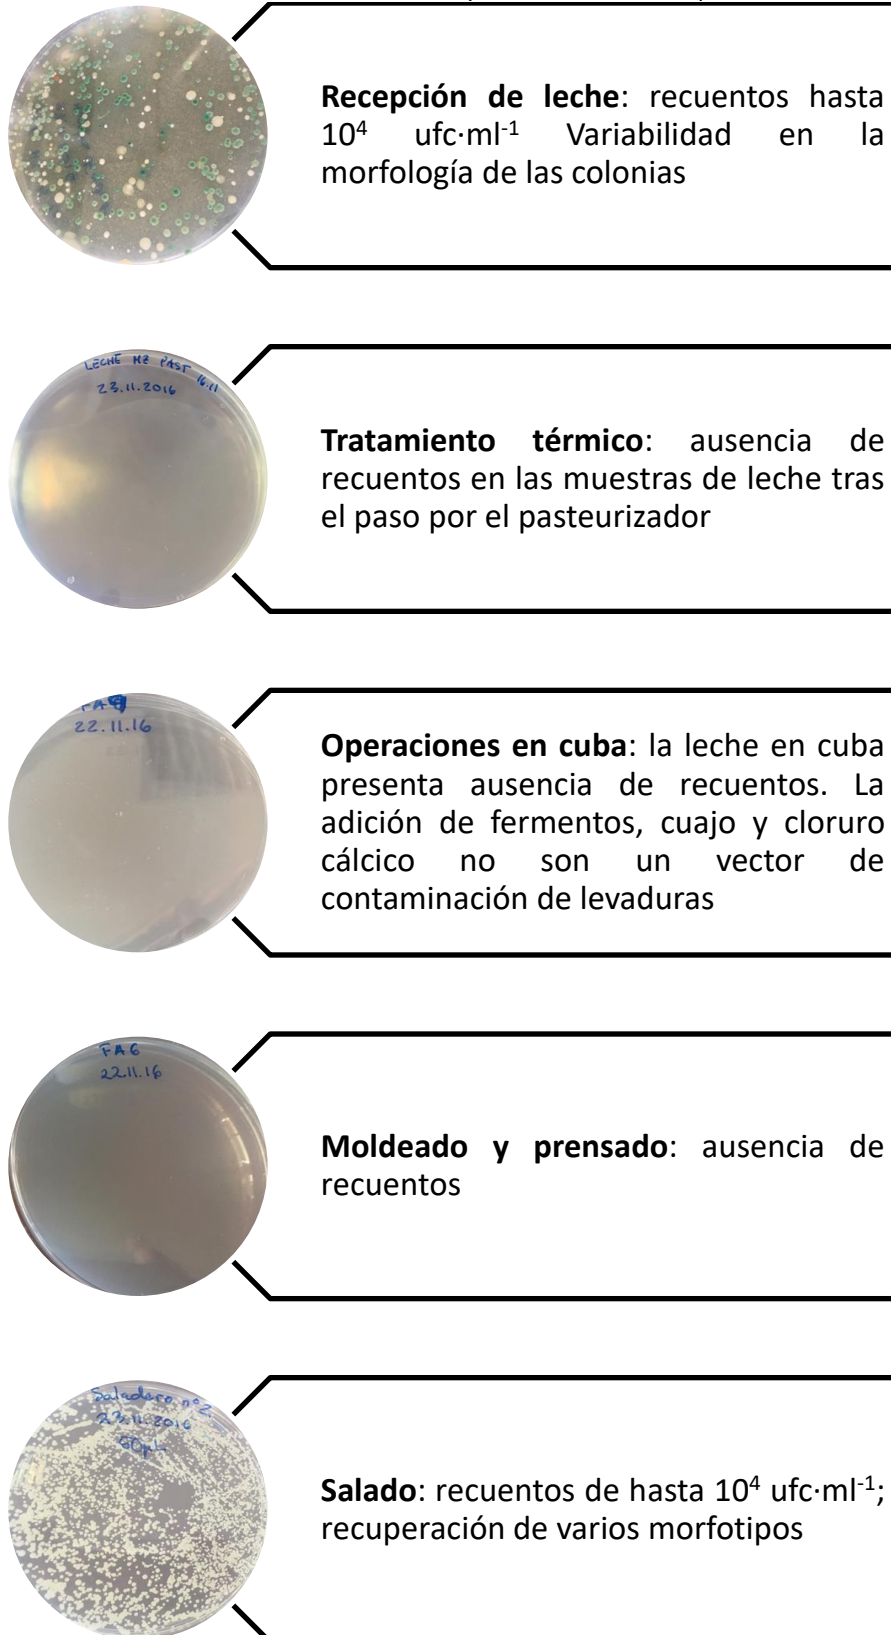 Recepción de leche: recuentos hasta
10⁴ ufc·ml⁻¹ Variabilidad en la
morfología de las colonias
LECHE MZ PAST 16.11
23.11.2016
Tratamiento térmico: ausencia de
recuentos en las muestras de leche tras
el paso por el pasteurizador
22.11.16
Operaciones en cuba: la leche en cuba
presenta ausencia de recuentos. La
adición de fermentos, cuajo y cloruro
cálcico no son un vector de
contaminación de levaduras
FA6
22.11.16
Moldeado y prensado: ausencia de
recuentos
Saladero nº2
23.11.2016
Salado: recuentos de hasta 10⁴ ufc·ml⁻¹;
recuperación de varios morfotipos